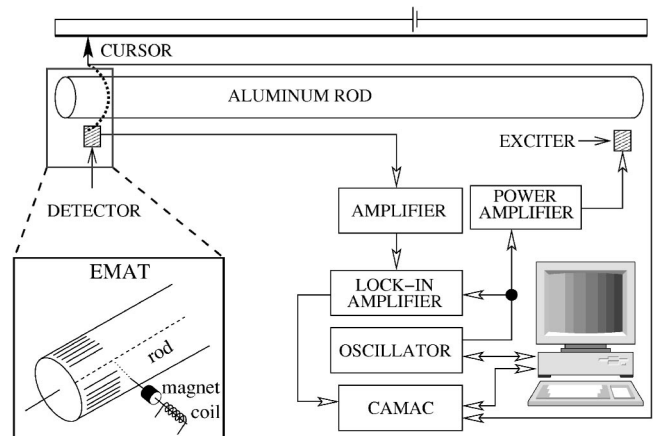 CURSOR
ALUMINUM ROD
EXCITER
DETECTOR
AMPLIFIER
POWER
AMPLIFIER
EMAT
LOCK–IN
AMPLIFIER
rod
OSCILLATOR
magnet
coil
CAMAC